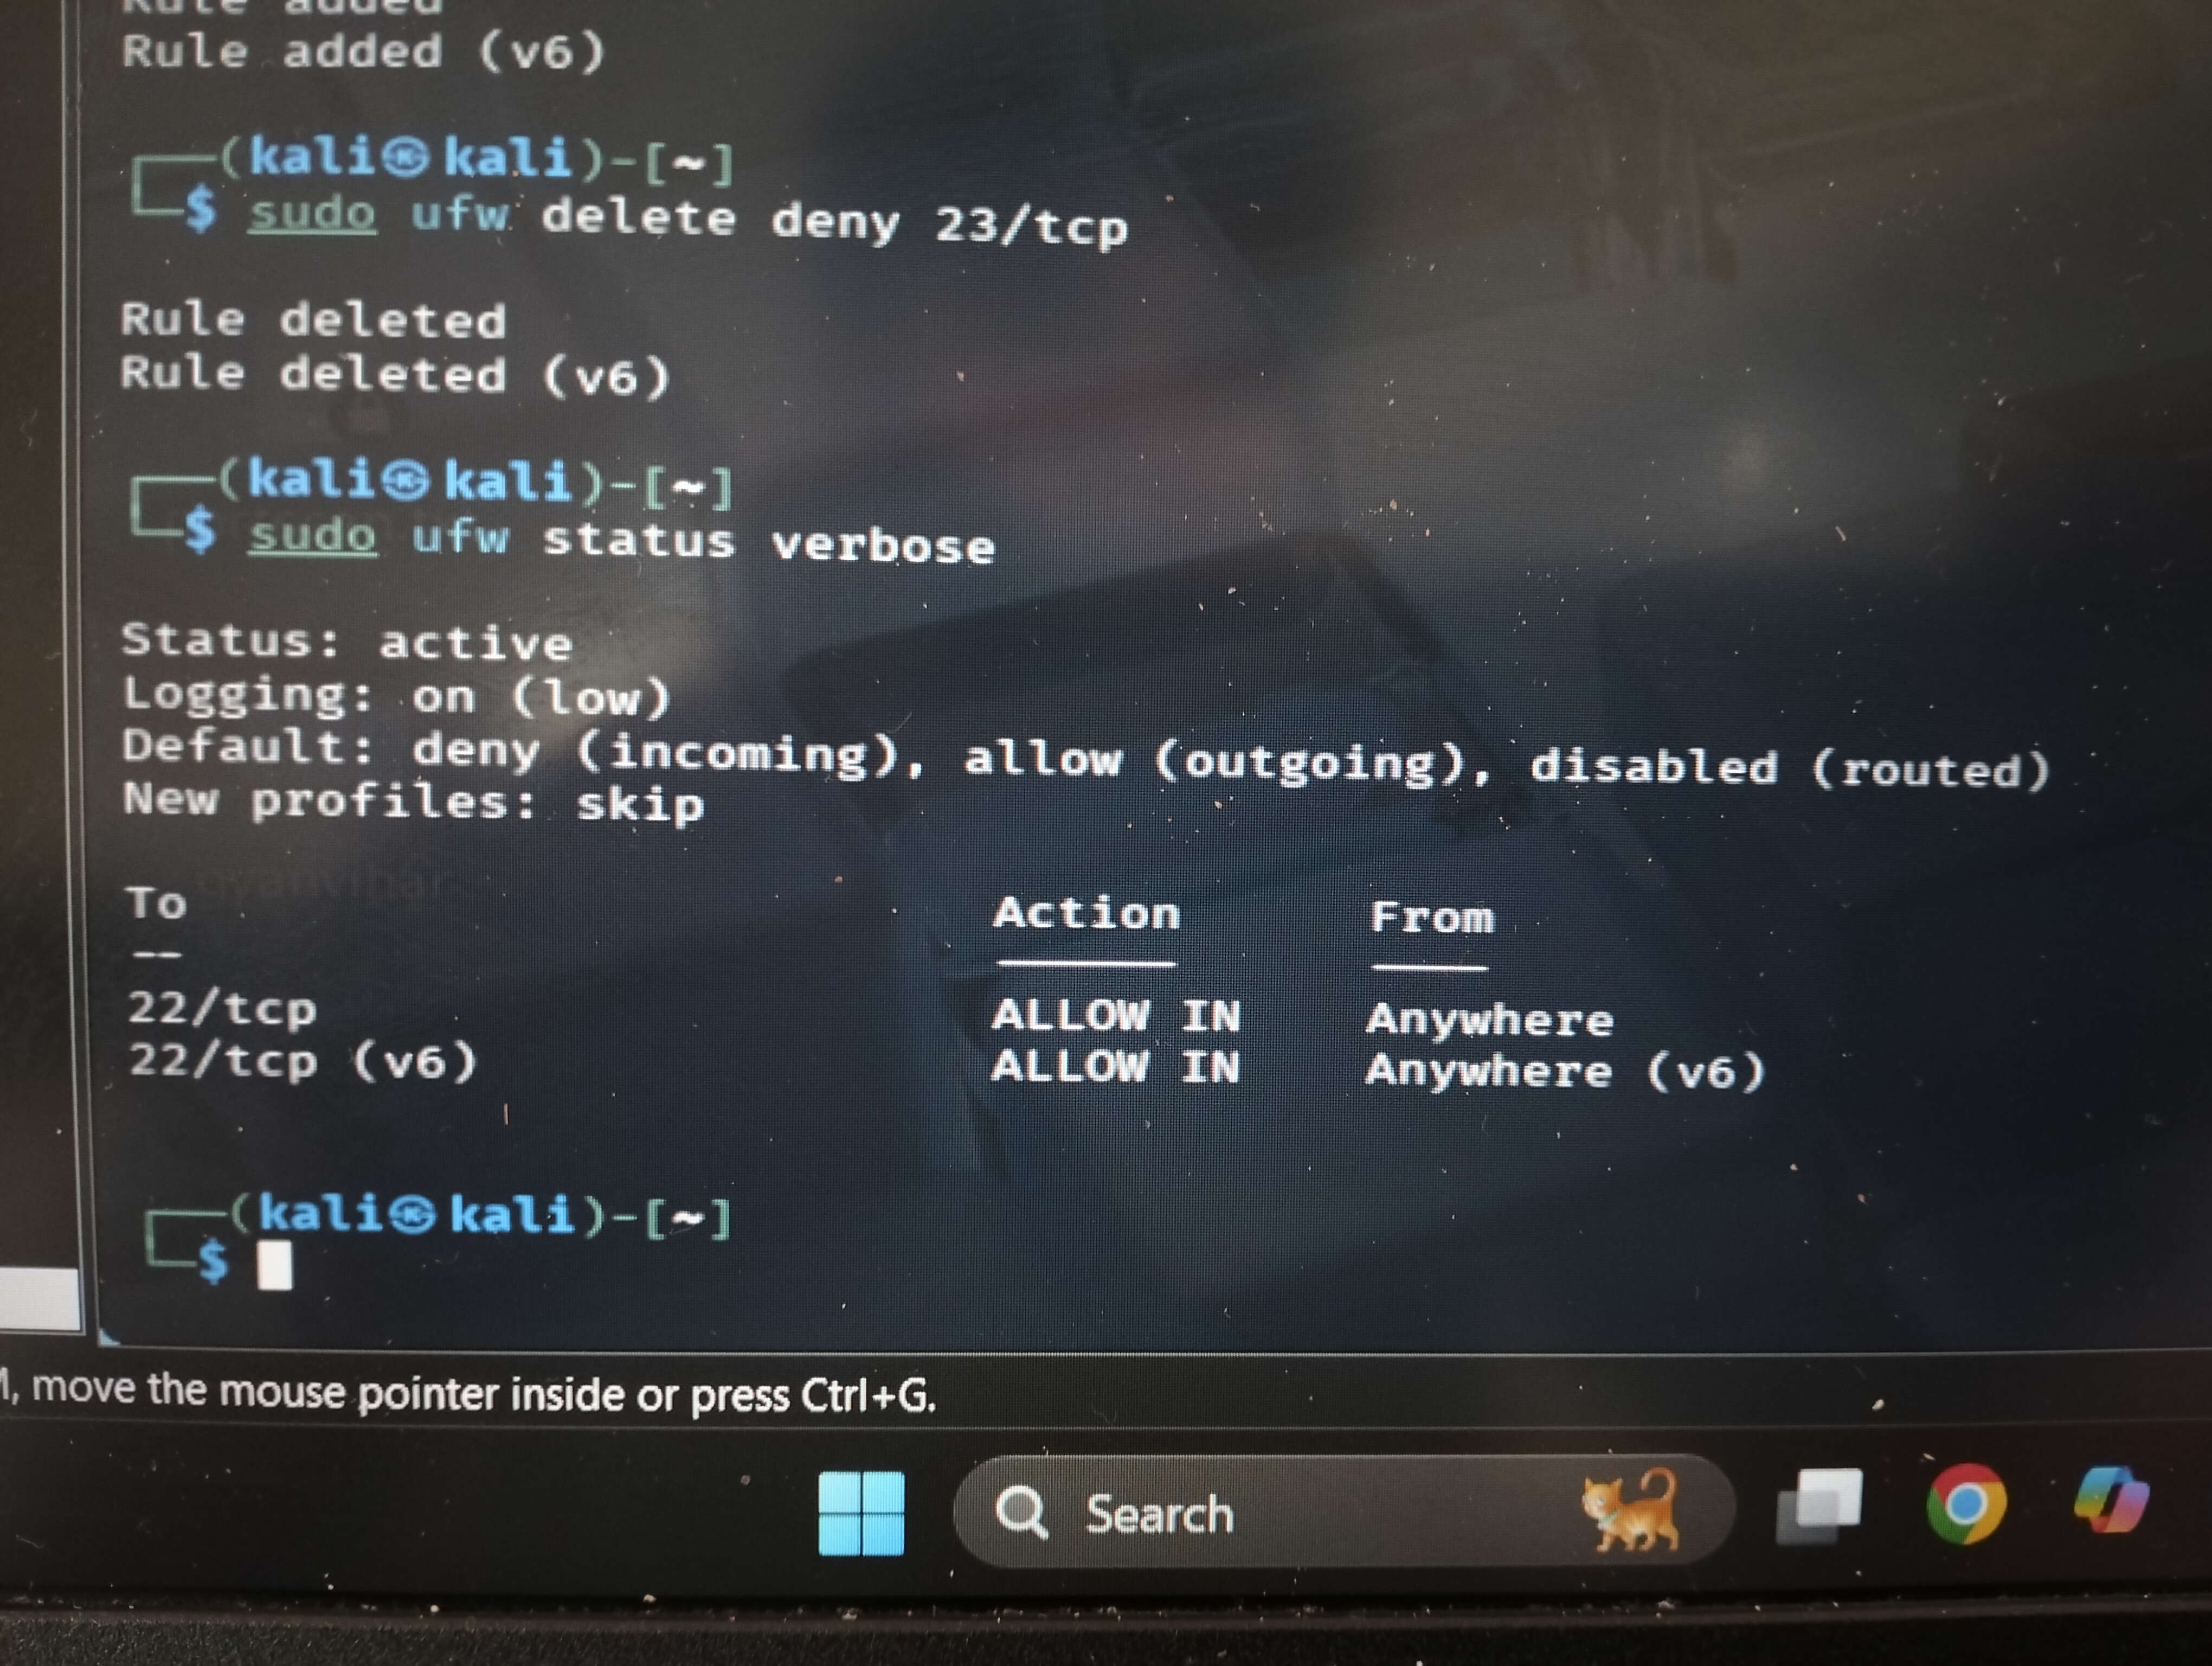 Rule added
Rule added (v6)
(kali㉿kali)-[~]
$ sudo ufw delete deny 23/tcp
Rule deleted
Rule deleted (v6)
(kali㉿kali)-[~]
$ sudo ufw status verbose
Status: active
Logging: on (low)
Default: deny (incoming), allow (outgoing), disabled (routed)
New profiles: skip
gyanvihar
To Action From
--
22/tcp ALLOW IN Anywhere
22/tcp (v6) ALLOW IN Anywhere (v6)
(kali㉿kali)-[~]
$
, move the mouse pointer inside or press Ctrl+G.
Search